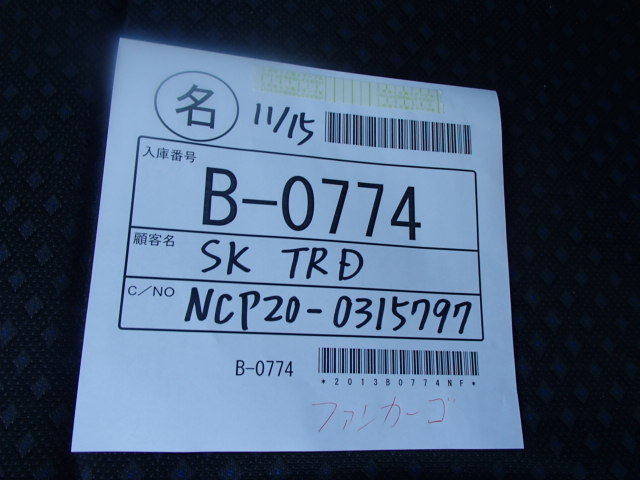 名 11/15
入庫番号
B-0774
顧客名
SK TRD
C/NO
NCP20-0315797
B-0774
*2013B0774NF*
ファンカーゴ